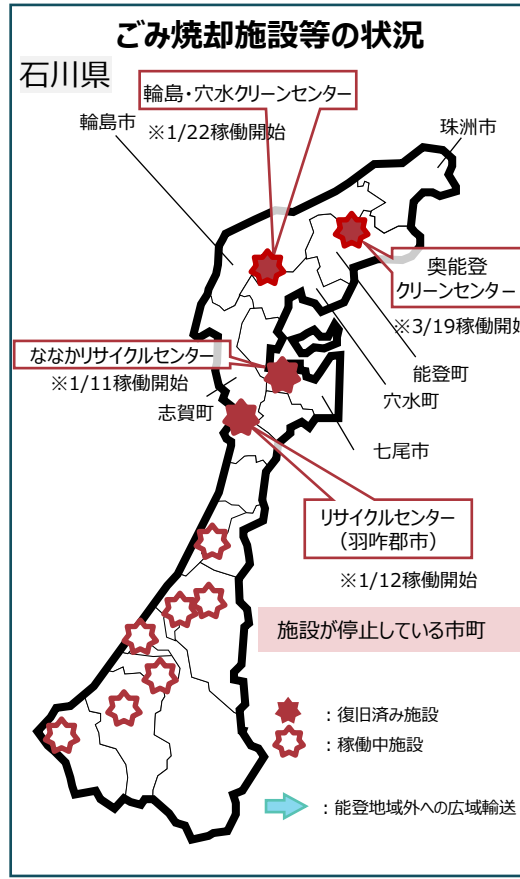 ごみ焼却施設等の状況
石川県
輪島・穴水クリーンセンター
輪島市
※1/22稼働開始
珠洲市
奥能登
クリーンセンター
※3/19稼働開始
ななかリサイクルセンター
※1/11稼働開始
能登町
穴水町
志賀町
七尾市
リサイクルセンター
（羽咋郡市）
※1/12稼働開始
施設が停止している市町
：復旧済み施設
：稼働中施設
：能登地域外への広域輸送